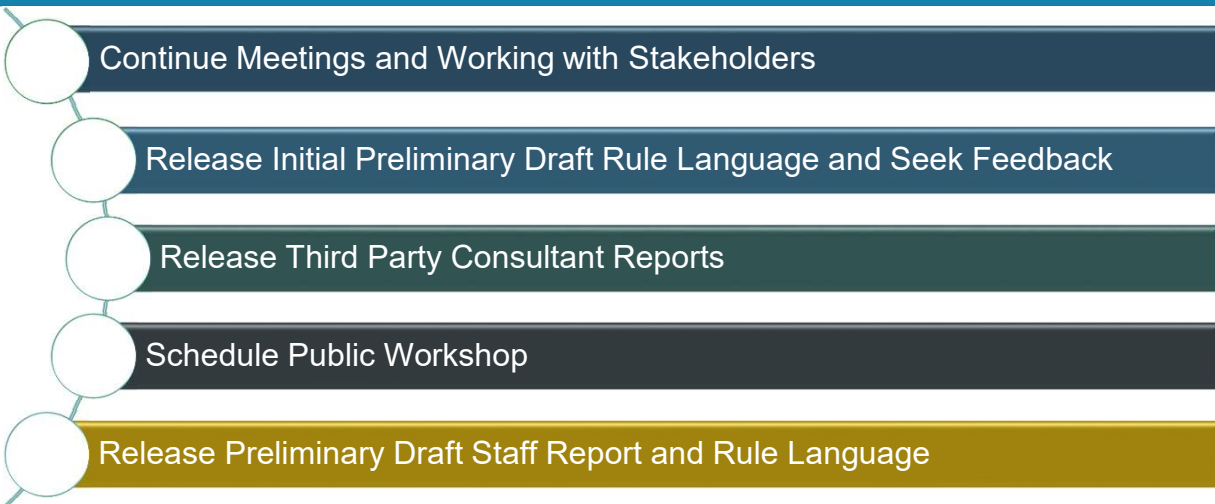 Continue Meetings and Working with Stakeholders
Release Initial Preliminary Draft Rule Language and Seek Feedback
Release Third Party Consultant Reports
Schedule Public Workshop
Release Preliminary Draft Staff Report and Rule Language